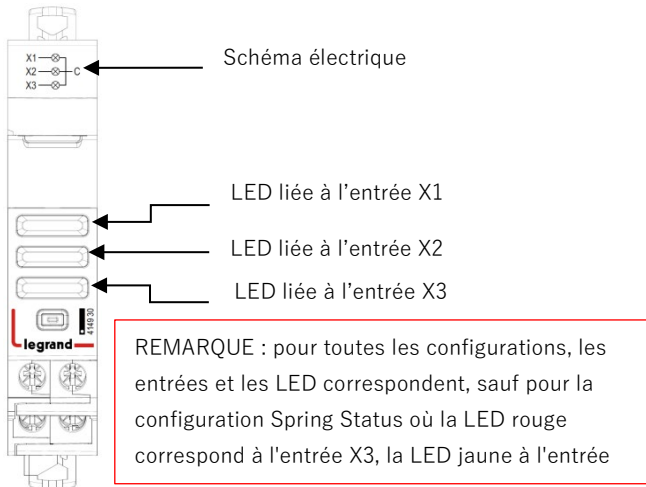 X1
X2
C
X3
Schéma électrique
LED liée à l’entrée X1
LED liée à l’entrée X2
LED liée à l’entrée X3
414930
legrand
REMARQUE : pour toutes les configurations, les
entrées et les LED correspondent, sauf pour la
configuration Spring Status où la LED rouge
correspond à l'entrée X3, la LED jaune à l'entrée